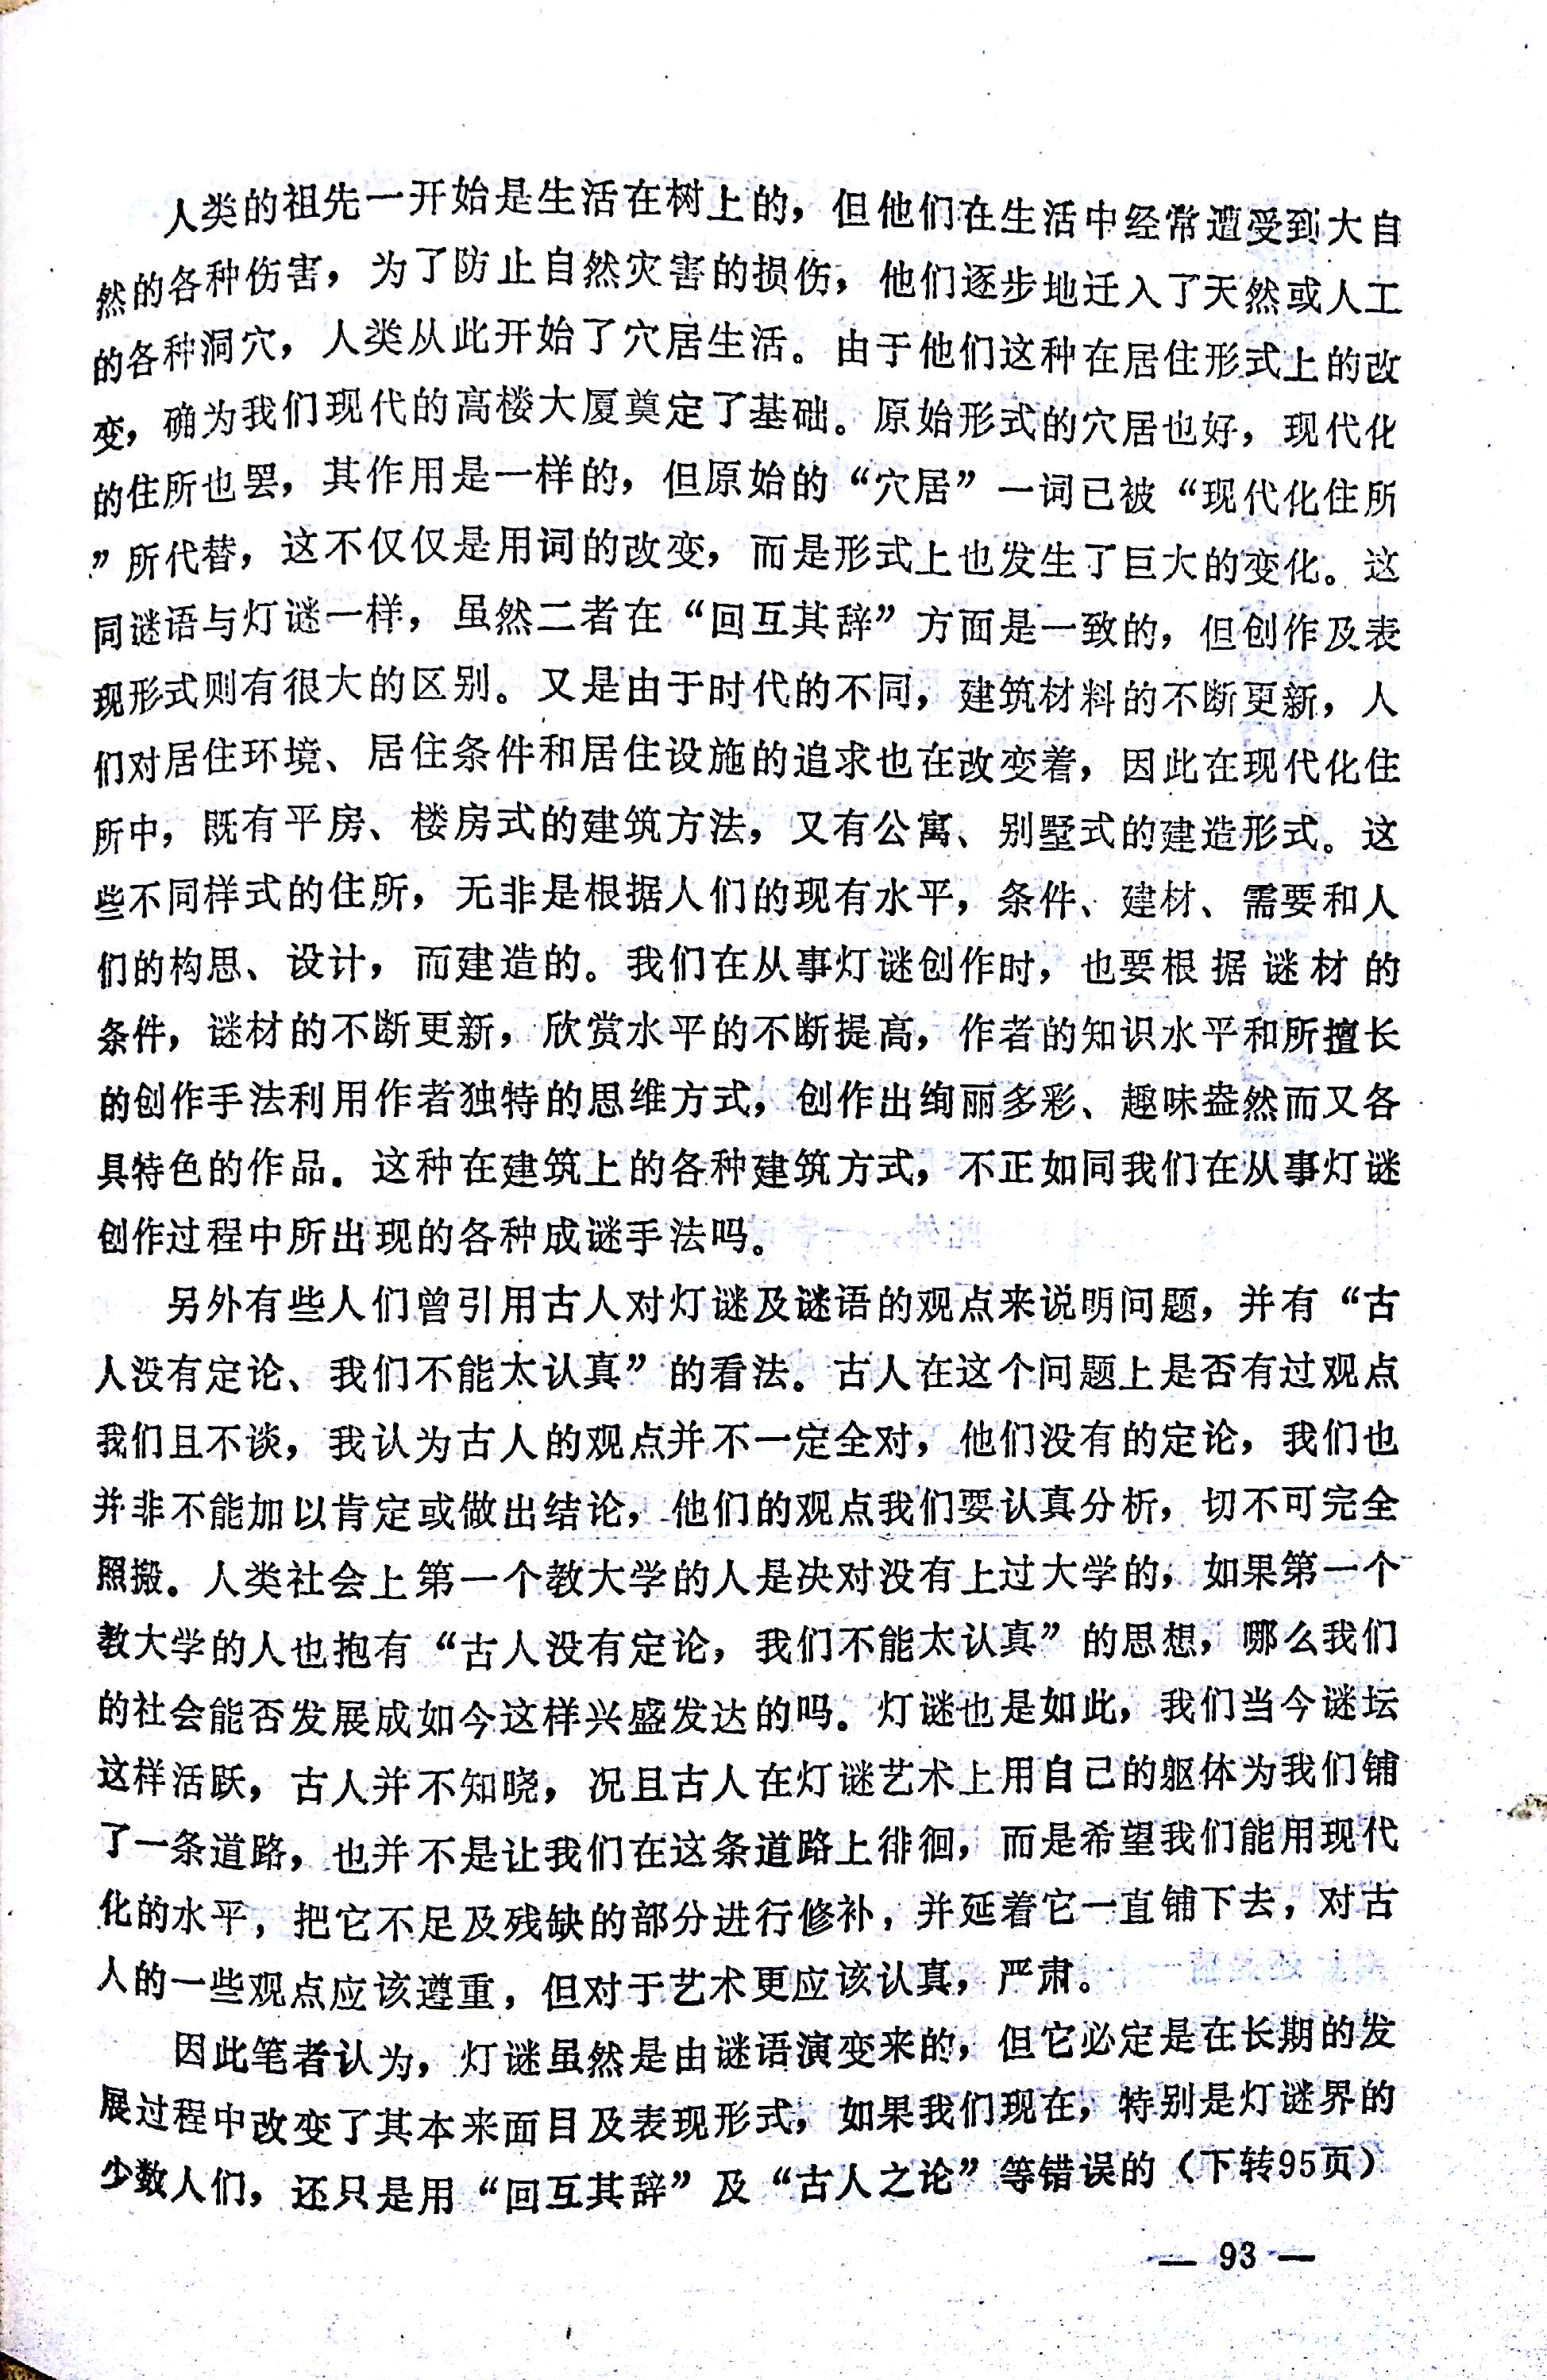 人类的祖先一开始是生活在树上的，但他们在生活中经常遭受到大自
然的各种伤害，为了防止自然灾害的损伤，他们逐步地迁入了天然或人工
的各种洞穴，人类从此开始了穴居生活。由于他们这种在居住形式上的改
变，确为我们现代的高楼大厦奠定了基础。原始形式的穴居也好，现代化
的住所也罢，其作用是一样的，但原始的“穴居”一词已被“现代化住所
”所代替，这不仅仅是用词的改变，而是形式上也发生了巨大的变化。这
同谜语与灯谜一样，虽然二者在“回互其辞”方面是一致的，但创作及表
现形式则有很大的区别。又是由于时代的不同，建筑材料的不断更新，人
们对居住环境、居住条件和居住设施的追求也在改变着，因此在现代化住
所中，既有平房、楼房式的建筑方法，又有公寓、别墅式的建造形式。这
些不同样式的住所，无非是根据人们的现有水平，条件、建材、需要和人
们的构思、设计，而建造的。我们在从事灯谜创作时，也要根据谜材的
条件，谜材的不断更新，欣赏水平的不断提高，作者的知识水平和所擅长
的创作手法利用作者独特的思维方式，创作出绚丽多彩、趣味盎然而又各
具特色的作品。这种在建筑上的各种建筑方式，不正如同我们在从事灯谜
创作过程中所出现的各种成谜手法吗。
另外有些人们曾引用古人对灯谜及谜语的观点来说明问题，并有“古
人没有定论、我们不能太认真”的看法。古人在这个问题上是否有过观点
我们且不谈，我认为古人的观点并不一定全对，他们没有的定论，我们也
并非不能加以肯定或做出结论，他们的观点我们要认真分析，切不可完全
照搬。人类社会上第一个教大学的人是决对没有上过大学的，如果第一个
教大学的人也抱有“古人没有定论，我们不能太认真”的思想，哪么我们
的社会能否发展成如今这样兴盛发达的吗。灯谜也是如此，我们当今谜坛
这样活跃，古人并不知晓，况且古人在灯谜艺术上用自己的躯体为我们铺
了一条道路，也并不是让我们在这条道路上徘徊，而是希望我们能用现代
化的水平，把它不足及残缺的部分进行修补，并延着它一直铺下去，对古
人的一些观点应该遵重，但对于艺术更应该认真，严肃。
因此笔者认为，灯谜虽然是由谜语演变来的，但它必定是在长期的发
展过程中改变了其本来面目及表现形式，如果我们现在，特别是灯谜界的
少数人们，还只是用“回互其辞”及“古人之论”等错误的（下转95页）
— 93 —